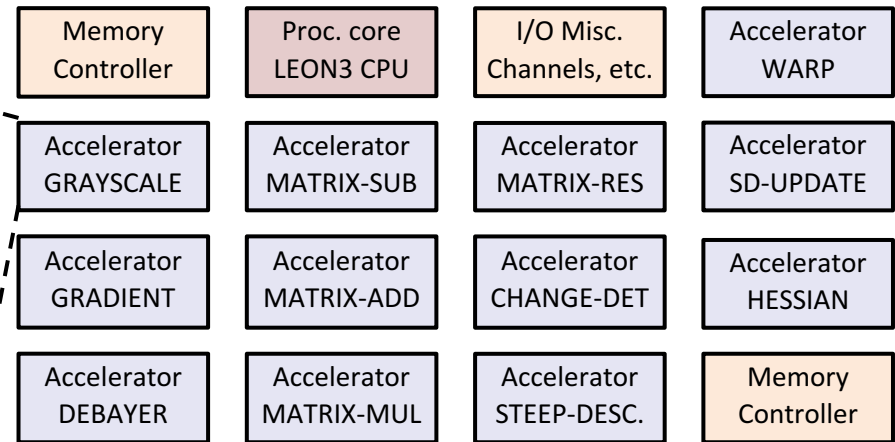 Memory
Controller
Proc. core
LEON3 CPU
I/O Misc.
Channels, etc.
Accelerator
WARP
Accelerator
GRAYSCALE
Accelerator
MATRIX-SUB
Accelerator
MATRIX-RES
Accelerator
SD-UPDATE
Accelerator
GRADIENT
Accelerator
MATRIX-ADD
Accelerator
CHANGE-DET
Accelerator
HESSIAN
Accelerator
DEBAYER
Accelerator
MATRIX-MUL
Accelerator
STEEP-DESC.
Memory
Controller